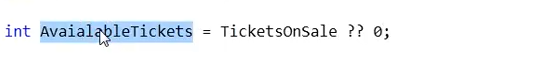 int AvaialableTickets = TicketsOnSale ?? 0;